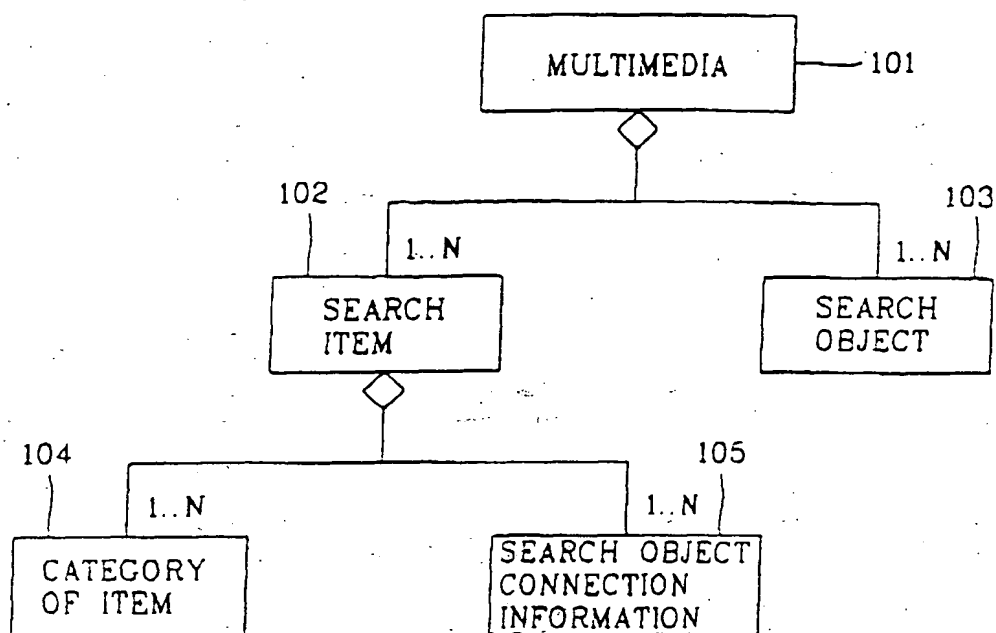 MULTIMEDIA
101
102
103
1..N
1..N
SEARCH
ITEM
SEARCH
OBJECT
104
105
1..N
1..N
CATEGORY
OF ITEM
SEARCH OBJECT
CONNECTION
INFORMATION